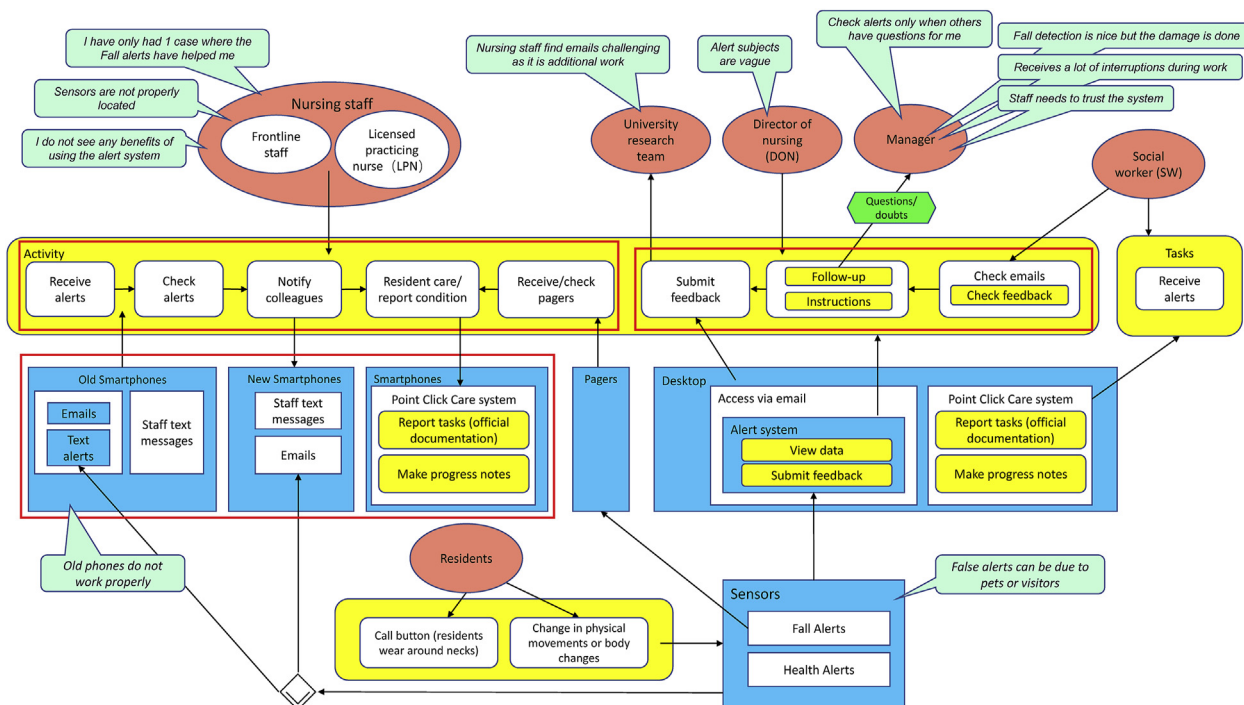 I have only had 1 case where the
Fall alerts have helped me
Sensors are not properly
located
I do not see any benefits of
using the alert system
Nursing staff
Frontline
staff
Licensed
practicing
nurse (LPN)
Nursing staff find emails challenging
as it is additional work
Alert subjects
are vague
Check alerts only when others
have questions for me
Fall detection is nice but the damage is done
Receives a lot of interruptions during work
Staff needs to trust the system
University
research
team
Director of
nursing
(DON)
Manager
Social
worker (SW)
Questions/
doubts
Activity
Receive
alerts
Check
alerts
Notify
colleagues
Resident care/
report condition
Receive/check
pagers
Submit
feedback
Follow-up
Instructions
Check emails
Check feedback
Tasks
Receive
alerts
Old Smartphones
Emails
Text
alerts
Staff text
messages
New Smartphones
Staff text
messages
Emails
Smartphones
Point Click Care system
Report tasks (official
documentation)
Make progress notes
Pagers
Desktop
Access via email
Alert system
View data
Submit feedback
Point Click Care system
Report tasks (official
documentation)
Make progress notes
Old phones do not
work properly
Residents
Call button (residents
wear around necks)
Change in physical
movements or body
changes
Sensors
Fall Alerts
Health Alerts
False alerts can be due to
pets or visitors